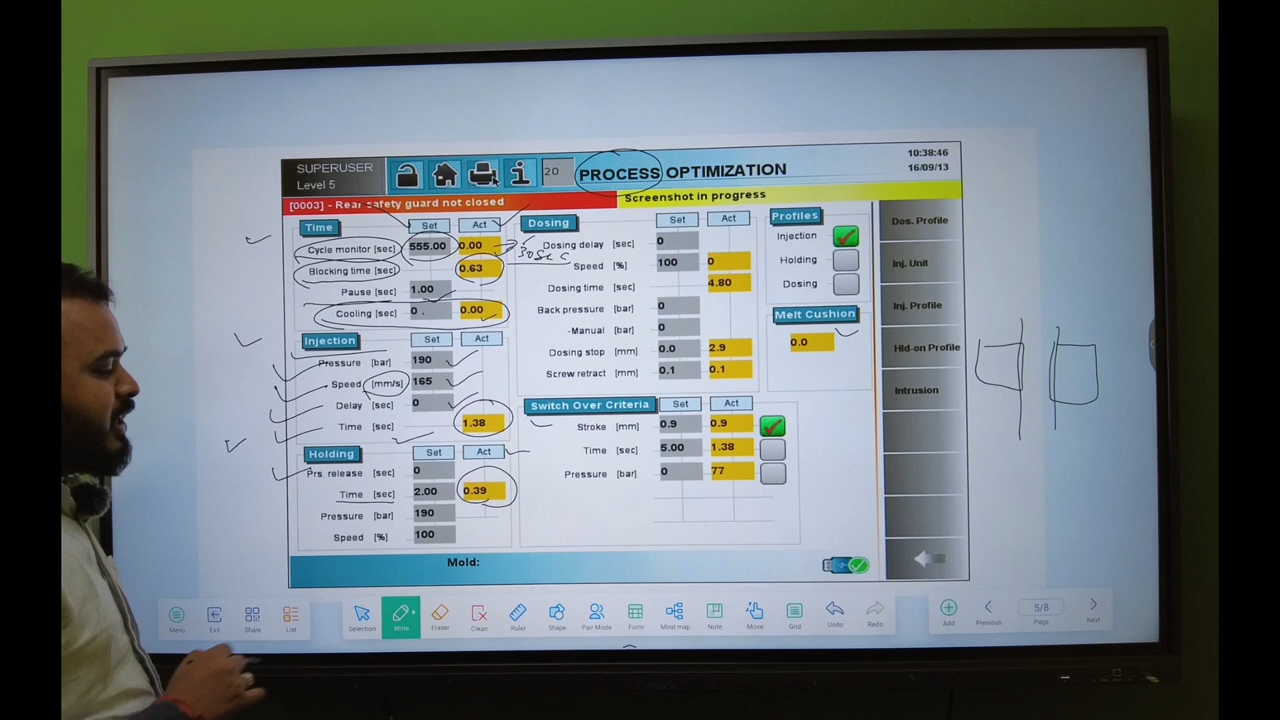 SUPERUSER
Level 5
20
PROCESS OPTIMIZATION
10:38:46
16/09/13
[0003] - Rear safety guard not closed
Screenshot in progress
Time Set Act
Cycle monitor [sec] 555.00 0.00
30 sec
Blocking time [sec] 0.63
Pause [sec] 1.00
Cooling [sec] 0 0.00
Injection Set Act
Pressure [bar] 190
Speed [mm/s] 165
Delay [sec] 0
Time [sec] 1.38
Holding Set Act
Prs. release [sec] 0
Time [sec] 2.00 0.39
Pressure [bar] 190
Speed [%] 100
Dosing Set Act
Dosing delay [sec] 0
Speed [%] 100 0
Dosing time [sec] 4.80
Back pressure [bar] 0
-Manual [bar] 0
Dosing stop [mm] 0.0 2.9
Screw retract [mm] 0.1 0.1
Switch Over Criteria Set Act
Stroke [mm] 0.9 0.9
Time [sec] 5.00 1.38
Pressure [bar] 0 77
Profiles
Injection
Holding
Dosing
Melt Cushion
0.0
Dos. Profile
Inj. Unit
Inj. Profile
Hld-on Profile
Intrusion
Mold:
Menu Exit Share List Selection Write Eraser Clean Ruler Shape Pair Mode Form Mind map Note Move Grid Undo Redo Add Previous 5/8 Page Next